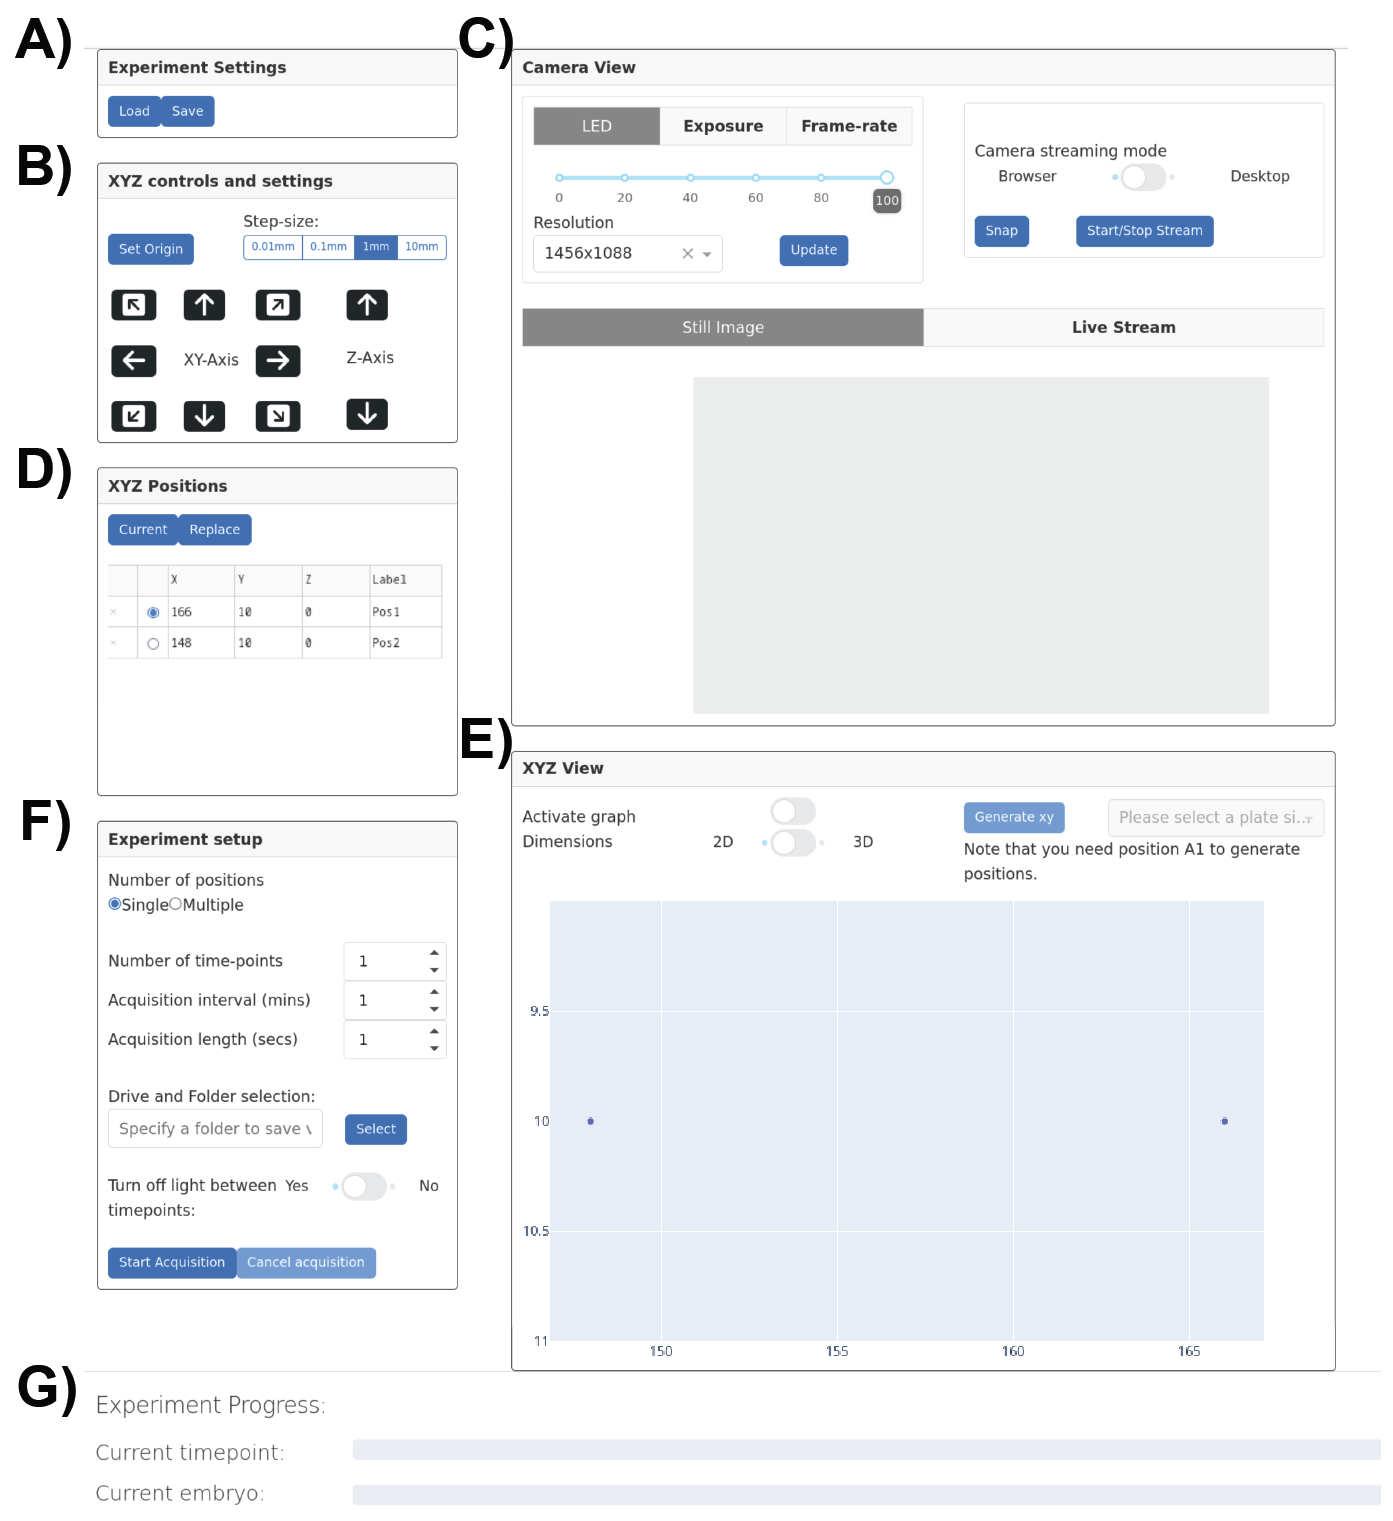 A)
Experiment Settings
Load Save
B)
XYZ controls and settings
Step-size:
Set Origin 0.01mm 0.1mm 1mm 10mm
XY-Axis Z-Axis
C)
Camera View
LED Exposure Frame-rate
0 20 40 60 80 100
Resolution
1456x1088 Update
Camera streaming mode
Browser Desktop
Snap Start/Stop Stream
Still Image Live Stream
D)
XYZ Positions
Current Replace
X Y Z Label
166 10 0 Pos1
148 10 0 Pos2
E)
XYZ View
Activate graph
Dimensions 2D 3D
Generate xy Please select a plate si...
Note that you need position A1 to generate
positions.
9.5
10
10.5
11
150 155 160 165
F)
Experiment setup
Number of positions
Single Multiple
Number of time-points 1
Acquisition interval (mins) 1
Acquisition length (secs) 1
Drive and Folder selection:
Specify a folder to save Select
Turn off light between Yes No
timepoints:
Start Acquisition Cancel acquisition
G)
Experiment Progress:
Current timepoint:
Current embryo: